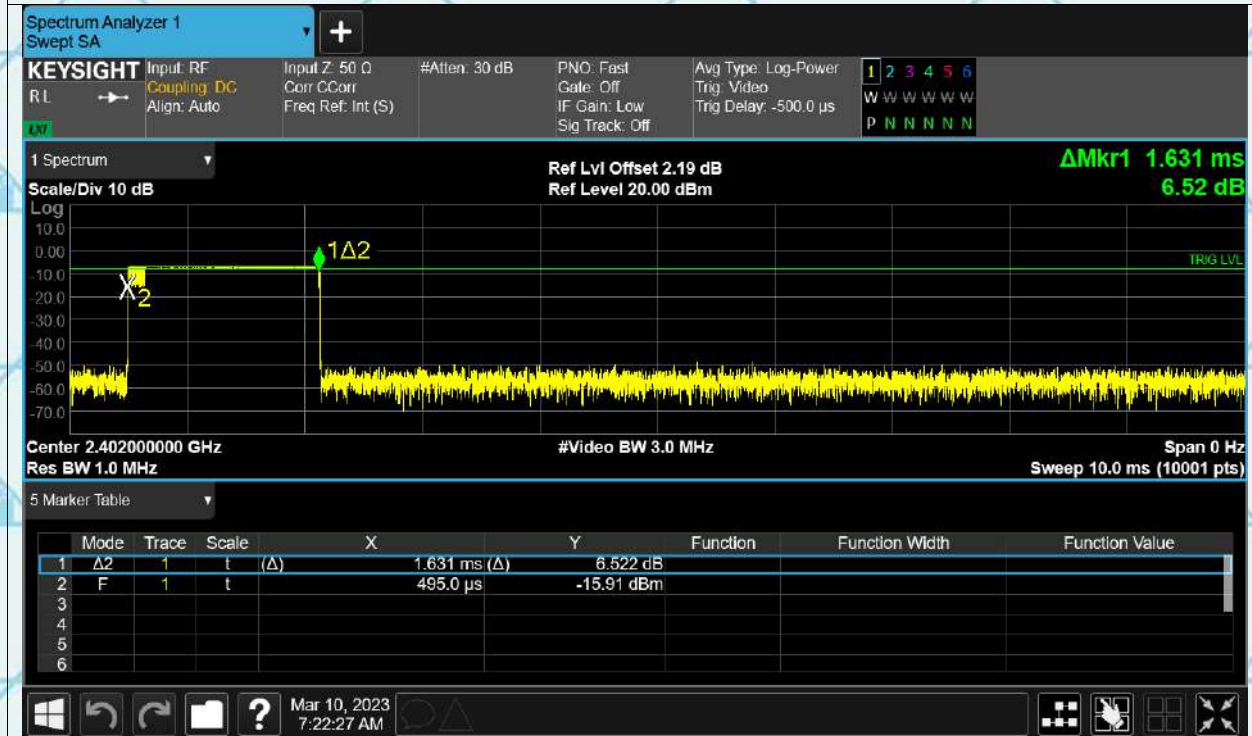 Spectrum Analyzer 1
Swept SA
+
KEYSIGHT Input: RF Input Z: 50 Ω #Atten: 30 dB PNO: Fast Avg Type: Log-Power 1 2 3 4 5 6
RL Coupling: DC Corr CCorr Gate: Off Trig: Video W W W W W W
Align: Auto Freq Ref: Int (S) IF Gain: Low Trig Delay: -500.0 µs
LXI Sig Track: Off P N N N N N
1 Spectrum Ref Lvl Offset 2.19 dB ΔMkr1 1.631 ms
Scale/Div 10 dB Ref Level 20.00 dBm 6.52 dB
Log
10.0
0.00 1Δ2
TRIG LVL
-10.0
X2
-20.0
-30.0
-40.0
-50.0
-60.0
-70.0
Center 2.402000000 GHz #Video BW 3.0 MHz Span 0 Hz
Res BW 1.0 MHz Sweep 10.0 ms (10001 pts)
5 Marker Table
Mode Trace Scale X Y Function Function Width Function Value
1 Δ2 1 t (Δ) 1.631 ms (Δ) 6.522 dB
2 F 1 t 495.0 µs -15.91 dBm
3
4
5
6
? Mar 10, 2023
7:22:27 AM